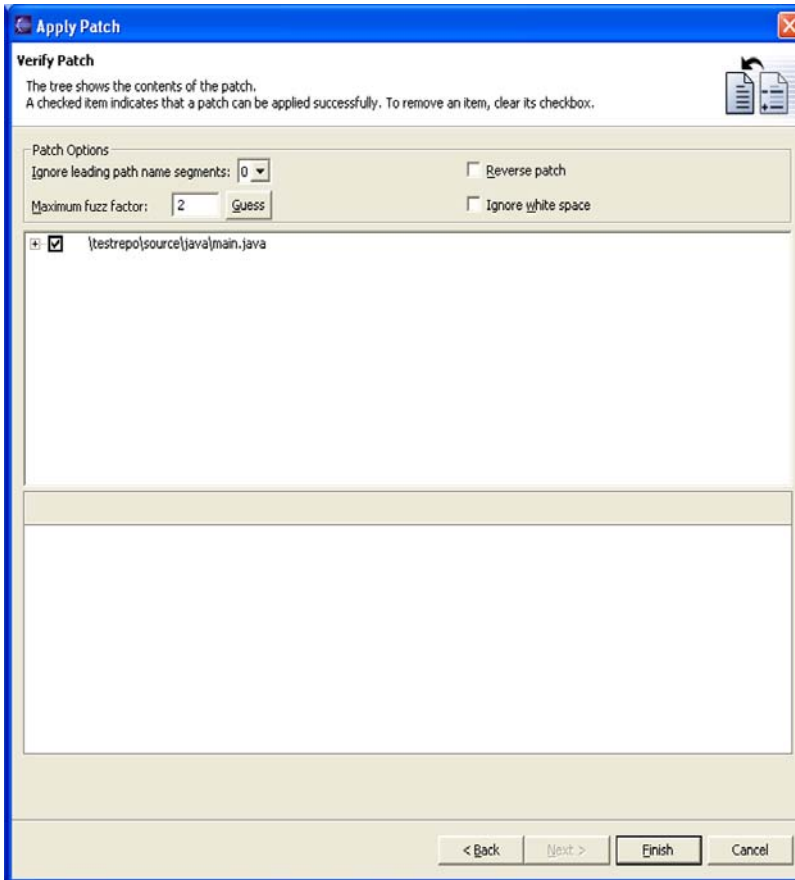 Apply Patch
Verify Patch
The tree shows the contents of the patch.
A checked item indicates that a patch can be applied successfully. To remove an item, clear its checkbox.
Patch Options
Ignore leading path name segments: 0
Reverse patch
Maximum fuzz factor: 2 Guess
Ignore white space
\testrepo\source\java\main.java
< Back Next > Finish Cancel